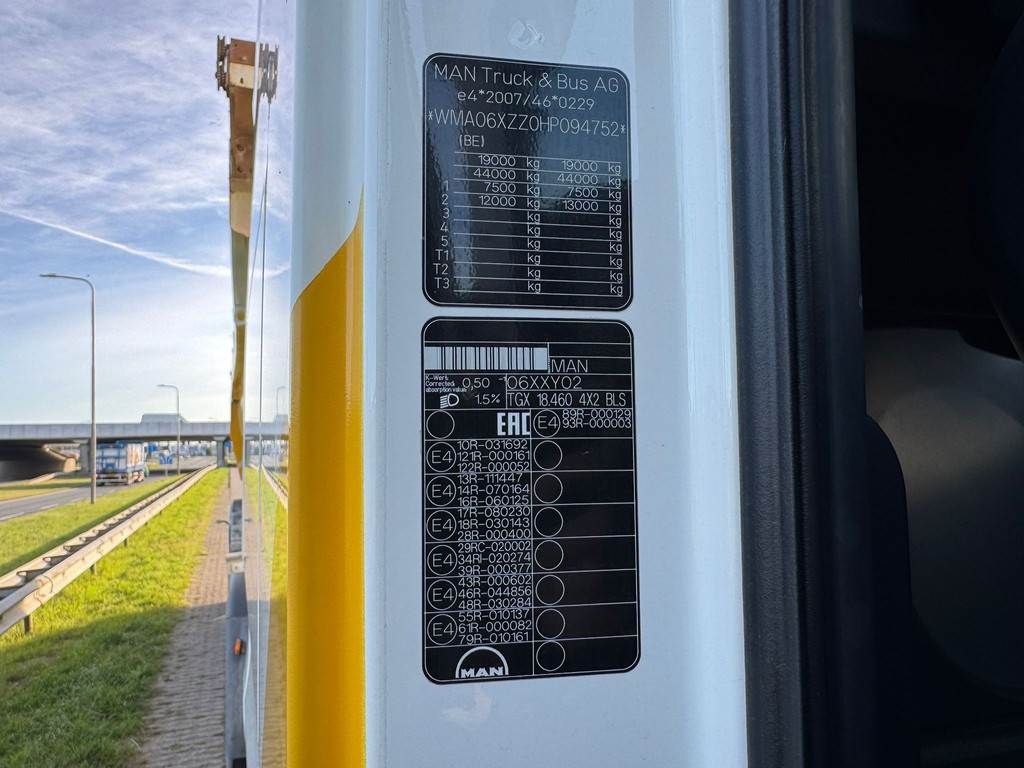 MAN Truck & Bus AG
e4*2007/46*0229
*WMA06XZZ0HP094752*
(BE)
19000 kg 19000 kg
44000 kg 44000 kg
1 7500 kg 7500 kg
2 12000 kg 13000 kg
3 kg kg
4 kg kg
5 kg kg
T1 kg kg
T2 kg kg
T3 kg kg
MAN
K-Wert
Corrected absorption value 0,50 06XXY02
1.5% TGX 18.460 4X2 BLS
EAC E4 89R-000129
93R-000003
10R-031692
E4 121R-000161
122R-000052
13R-111447
E4 14R-070164
16R-060125
17R-080230
E4 18R-030143
28R-000400
29RC-020002
E4 34RI-020274
39R-000377
43R-000602
E4 46R-044856
48R-030284
55R-010137
E4 61R-000082
79R-010161
MAN